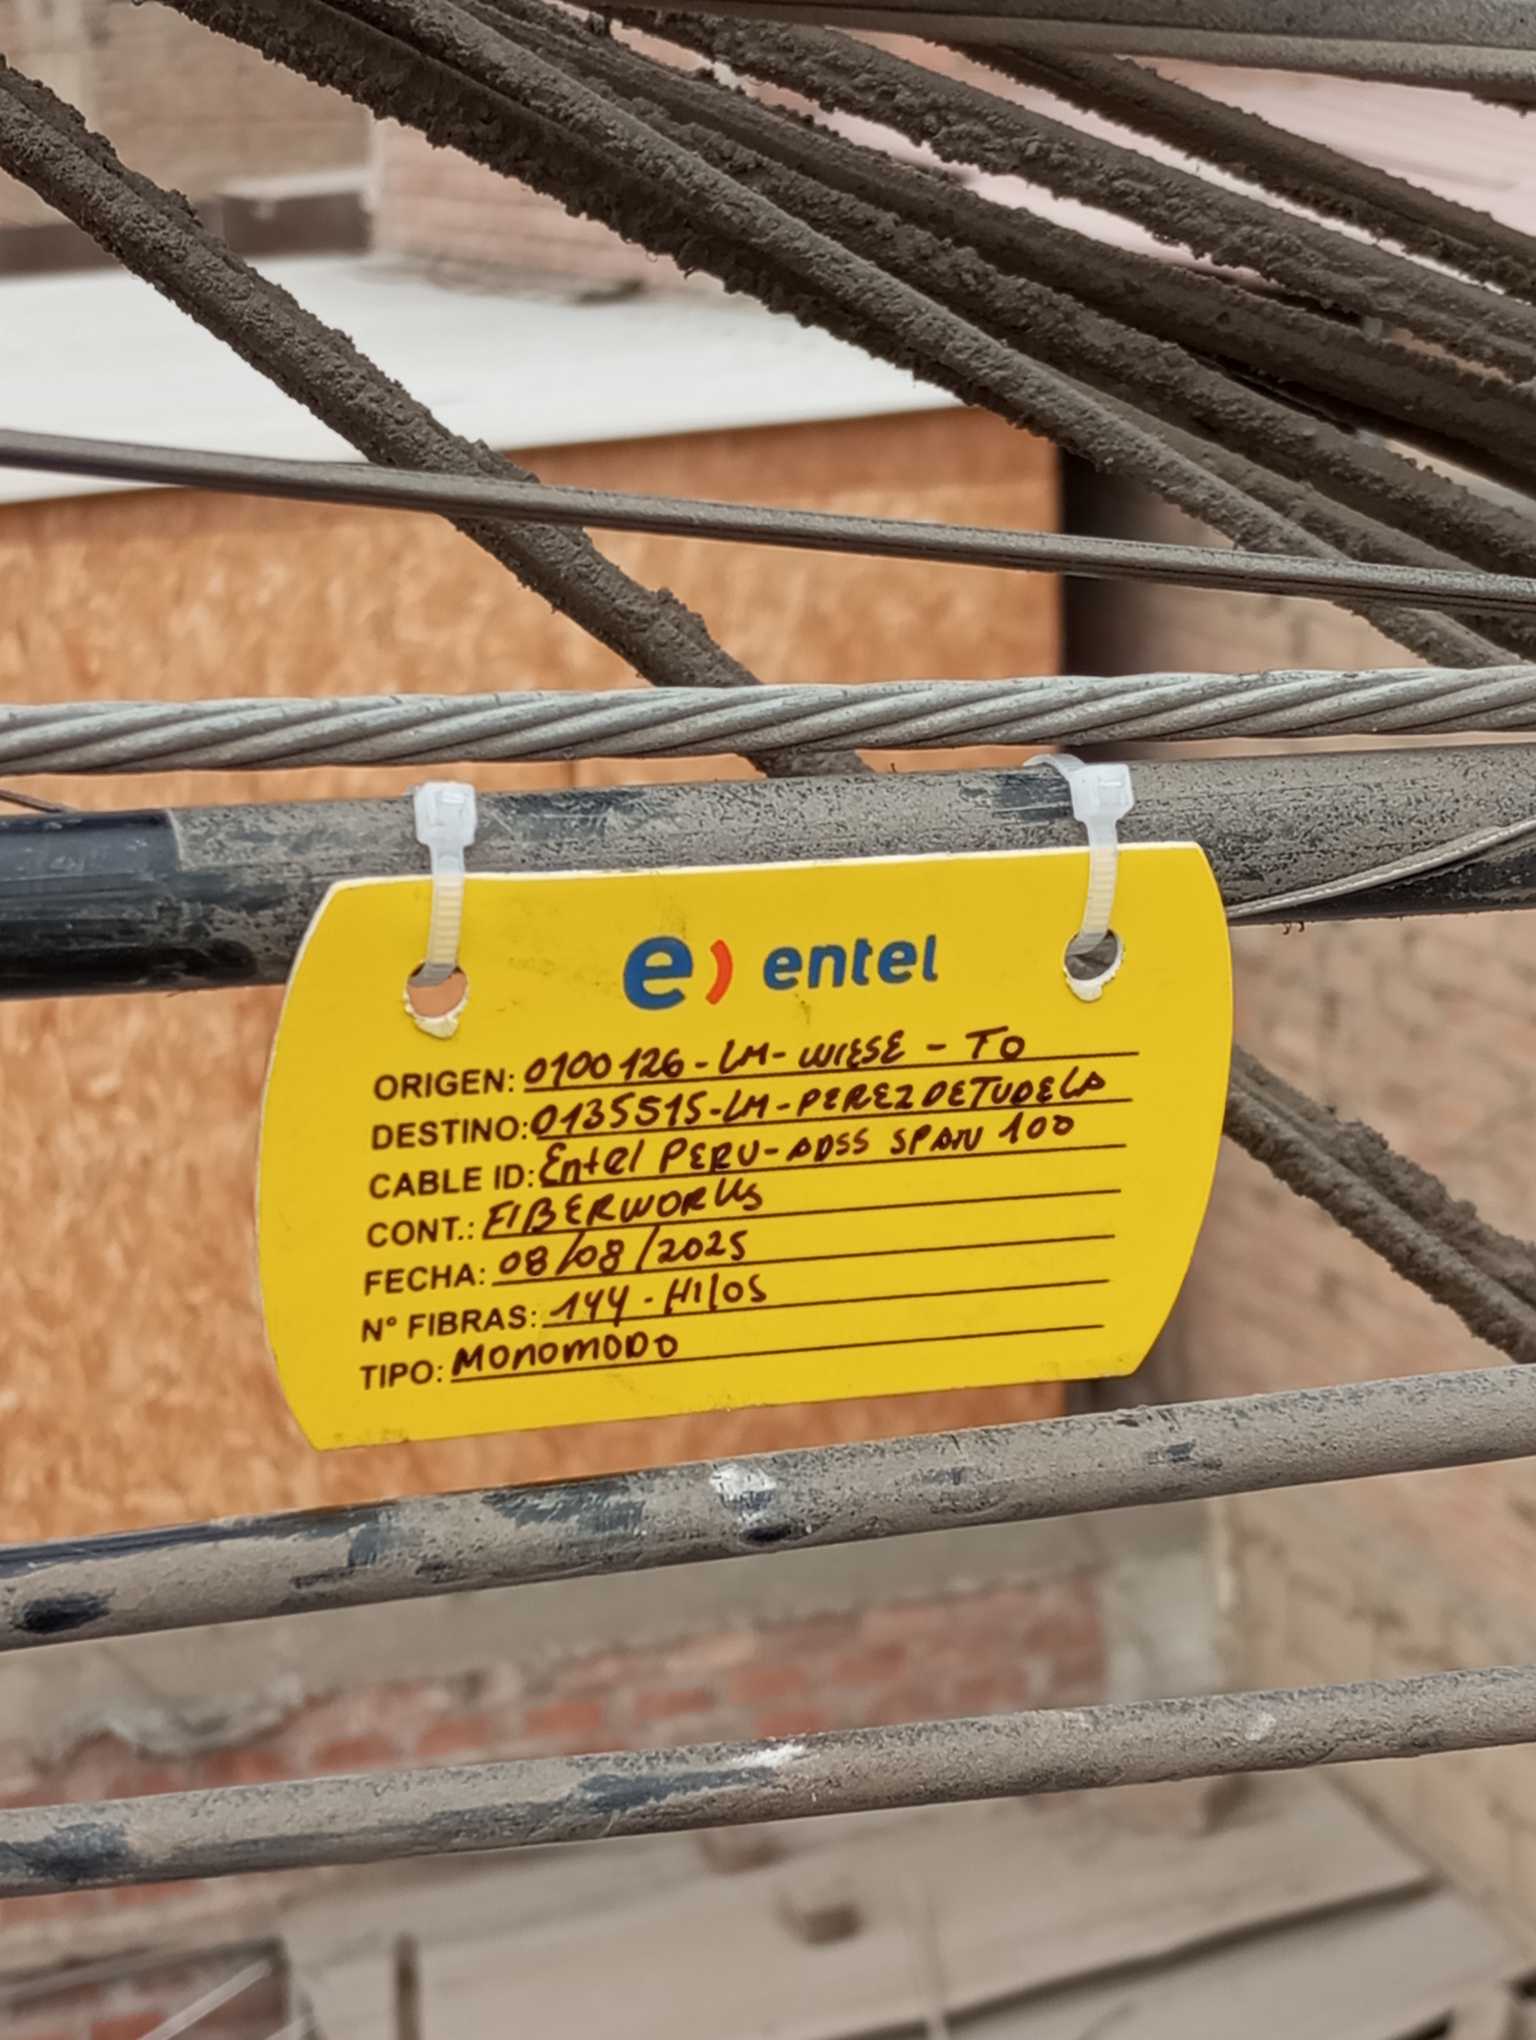 e) entel
ORIGEN: 0100126-LM-WIESE - TO
DESTINO: 0135515-LM-PEREZDETUDELA
CABLE ID: Entel PERU-ADSS SPAN 100
CONT.: FIBERWORKS
FECHA: 08/08/2025
N° FIBRAS: 144-Hilos
TIPO: MONOMODO